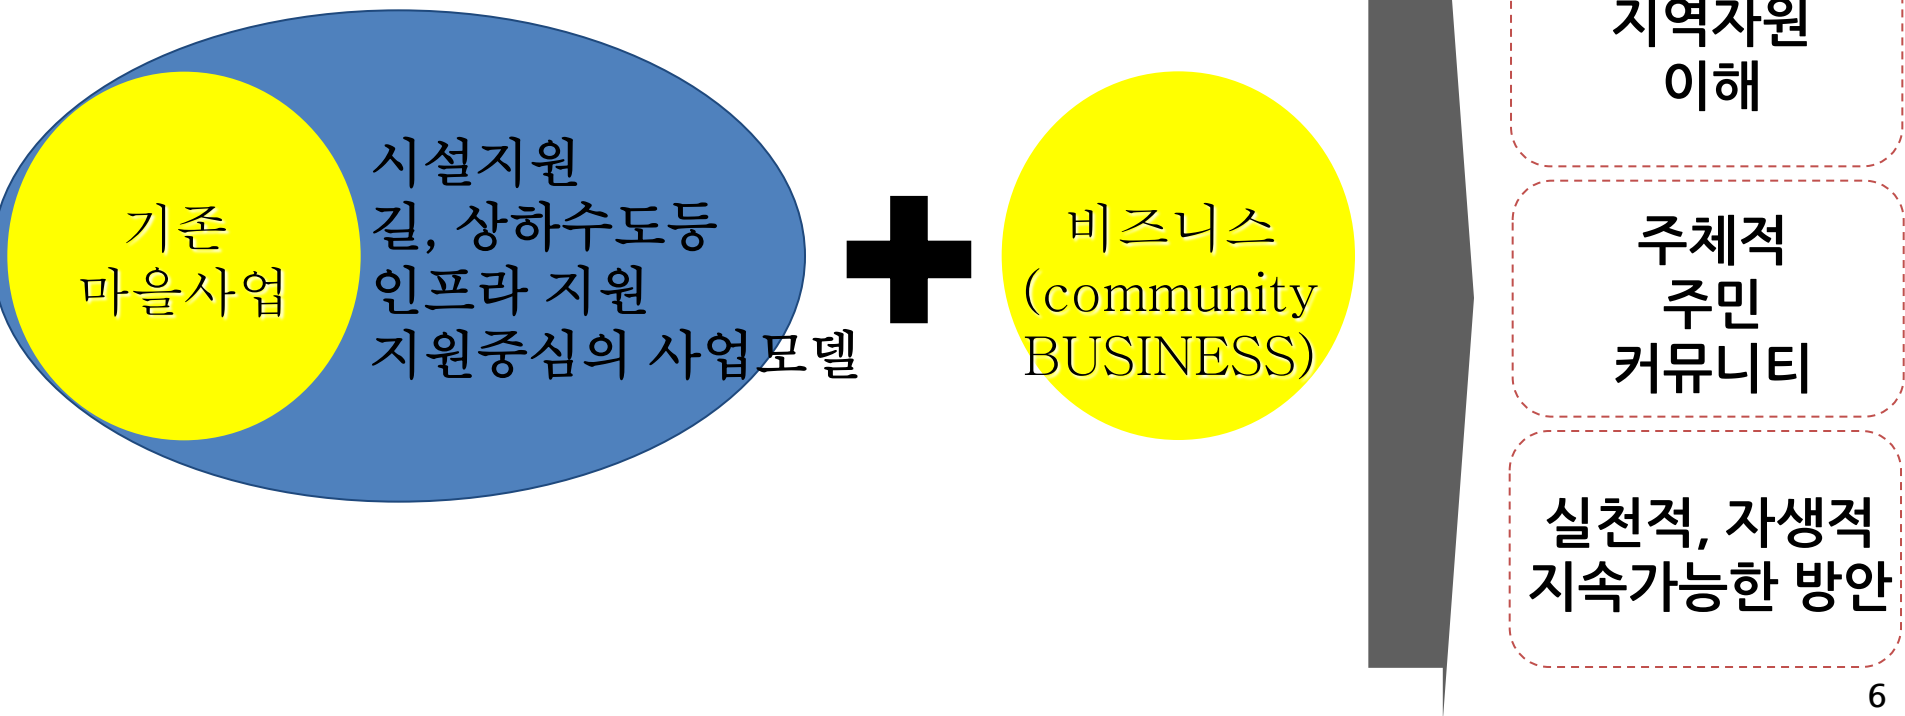 기존
마을사업
시설지원
길, 상하수도등
인프라 지원
지원중심의 사업모델
비즈니스
(community
BUSINESS)
지역자원
이해
주체적
주민
커뮤니티
실천적, 자생적
지속가능한 방안
6